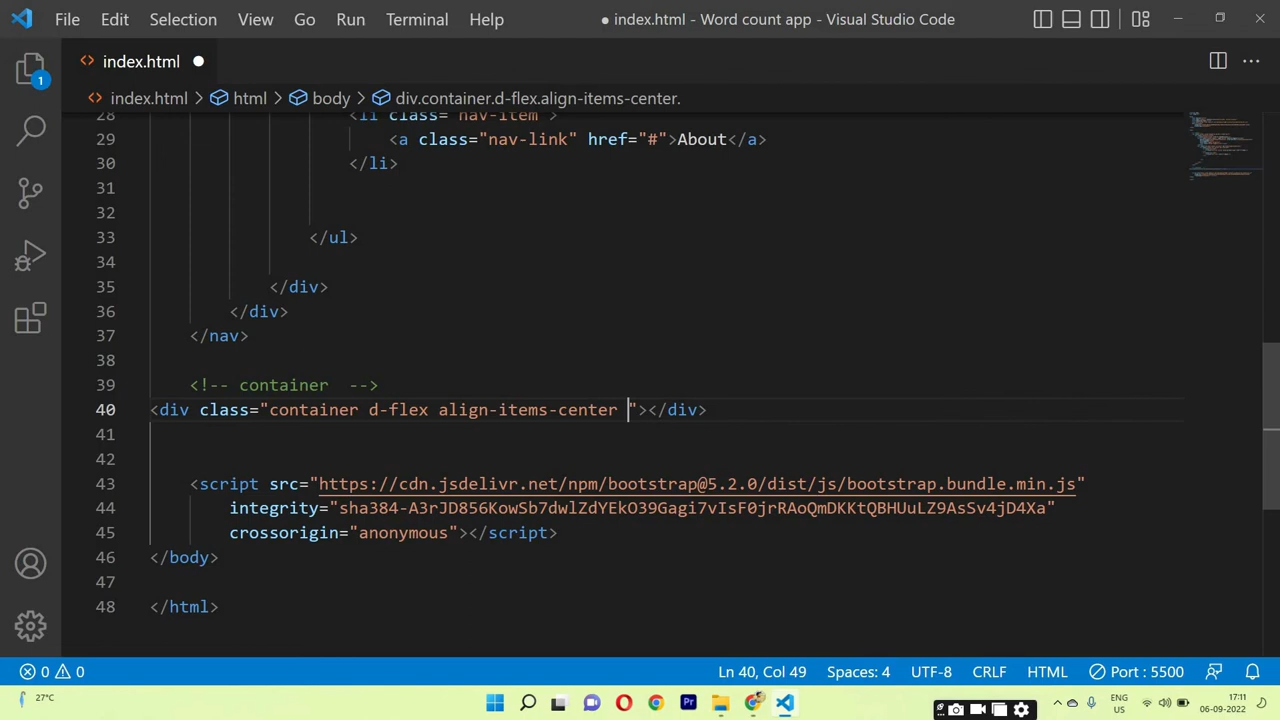 File Edit Selection View Go Run Terminal Help ● index.html - Word count app - Visual Studio Code
1
<> index.html ●
<> index.html > html > body > div.container.d-flex.align-items-center.
28 <li class="nav-item">
29 <a class="nav-link" href="#">About</a>
30 </li>
31
32
33 </ul>
34
35 </div>
36 </div>
37 </nav>
38
39 <!-- container  -->
40 <div class="container d-flex align-items-center "></div>
41
42
43 <script src="https://cdn.jsdelivr.net/npm/bootstrap@5.2.0/dist/js/bootstrap.bundle.min.js"
44 integrity="sha384-A3rJD856KowSb7dwlZdYEkO39Gagi7vIsF0jrRAoQmDKKtQBHUuLZ9AsSv4jD4Xa"
45 crossorigin="anonymous"></script>
46 </body>
47
48 </html>
0 0 Ln 40, Col 49 Spaces: 4 UTF-8 CRLF HTML Port : 5500
27°C ENG US 17:11 06-09-2022